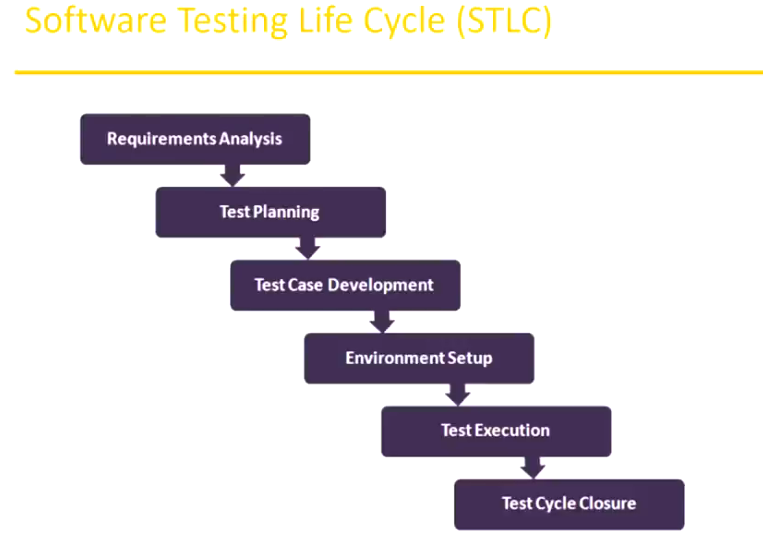 Software Testing Life Cycle (STLC)
Requirements Analysis
Test Planning
Test Case Development
Environment Setup
Test Execution
Test Cycle Closure